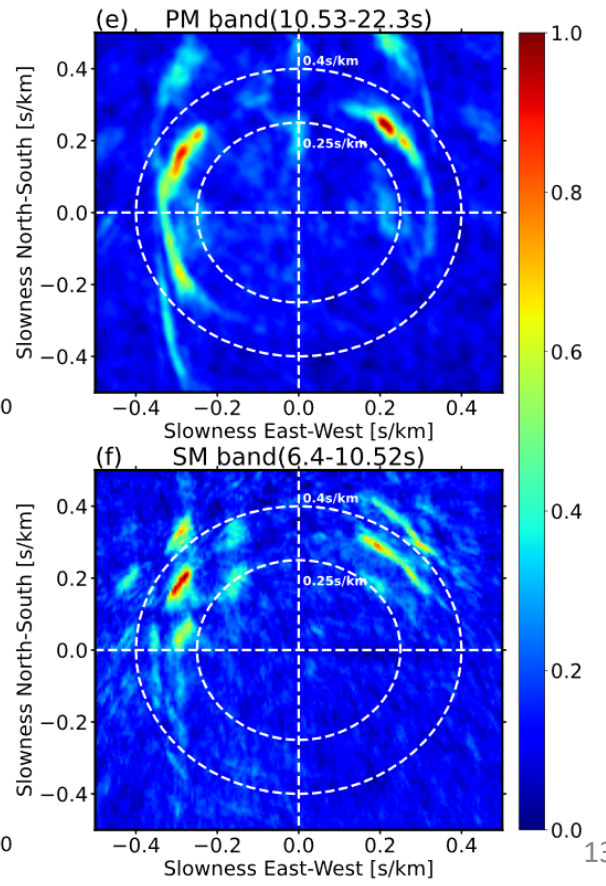 (e) PM band(10.53-22.3s)
0.4s/km
0.25s/km
Slowness North-South [s/km]
0.4
0.2
0.0
−0.2
−0.4
−0.4 −0.2 0.0 0.2 0.4
Slowness East-West [s/km]
0
(f) SM band(6.4-10.52s)
0.4s/km
0.25s/km
Slowness North-South [s/km]
0.4
0.2
0.0
−0.2
−0.4
−0.4 −0.2 0.0 0.2 0.4
Slowness East-West [s/km]
0
1.0
0.8
0.6
0.4
0.2
0.0
13